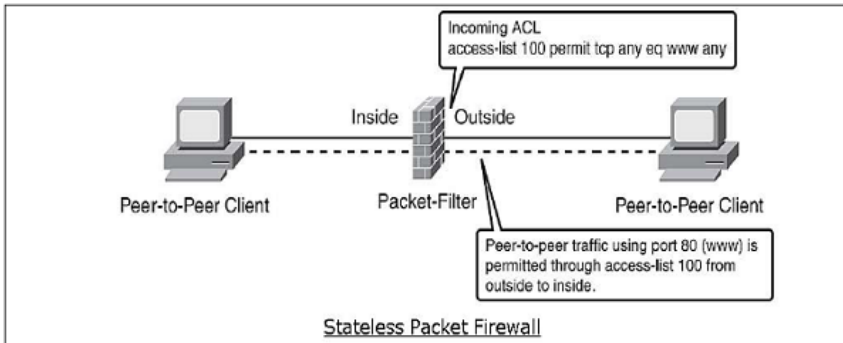 Incoming ACL
access-list 100 permit tcp any eq www any
Inside
Outside
Peer-to-Peer Client
Packet-Filter
Peer-to-Peer Client
Peer-to-peer traffic using port 80 (www) is
permitted through access-list 100 from
outside to inside.
Stateless Packet Firewall